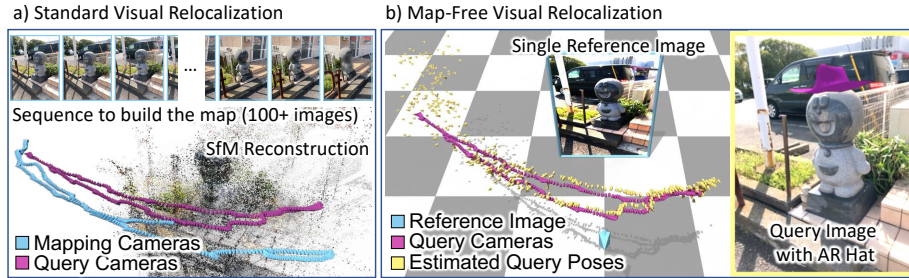 a) Standard Visual Relocalization
...
Sequence to build the map (100+ images)
SfM Reconstruction
Mapping Cameras
Query Cameras
b) Map-Free Visual Relocalization
Single Reference Image
Reference Image
Query Cameras
Estimated Query Poses
Query Image
with AR Hat